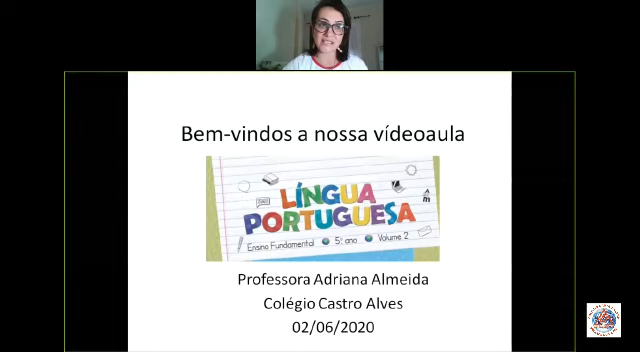 Bem-vindos a nossa vídeoaula
LÍNGUA
PORTUGUESA
Ensino Fundamental 5º ano Volume 2
Professora Adriana Almeida
Colégio Castro Alves
02/06/2020